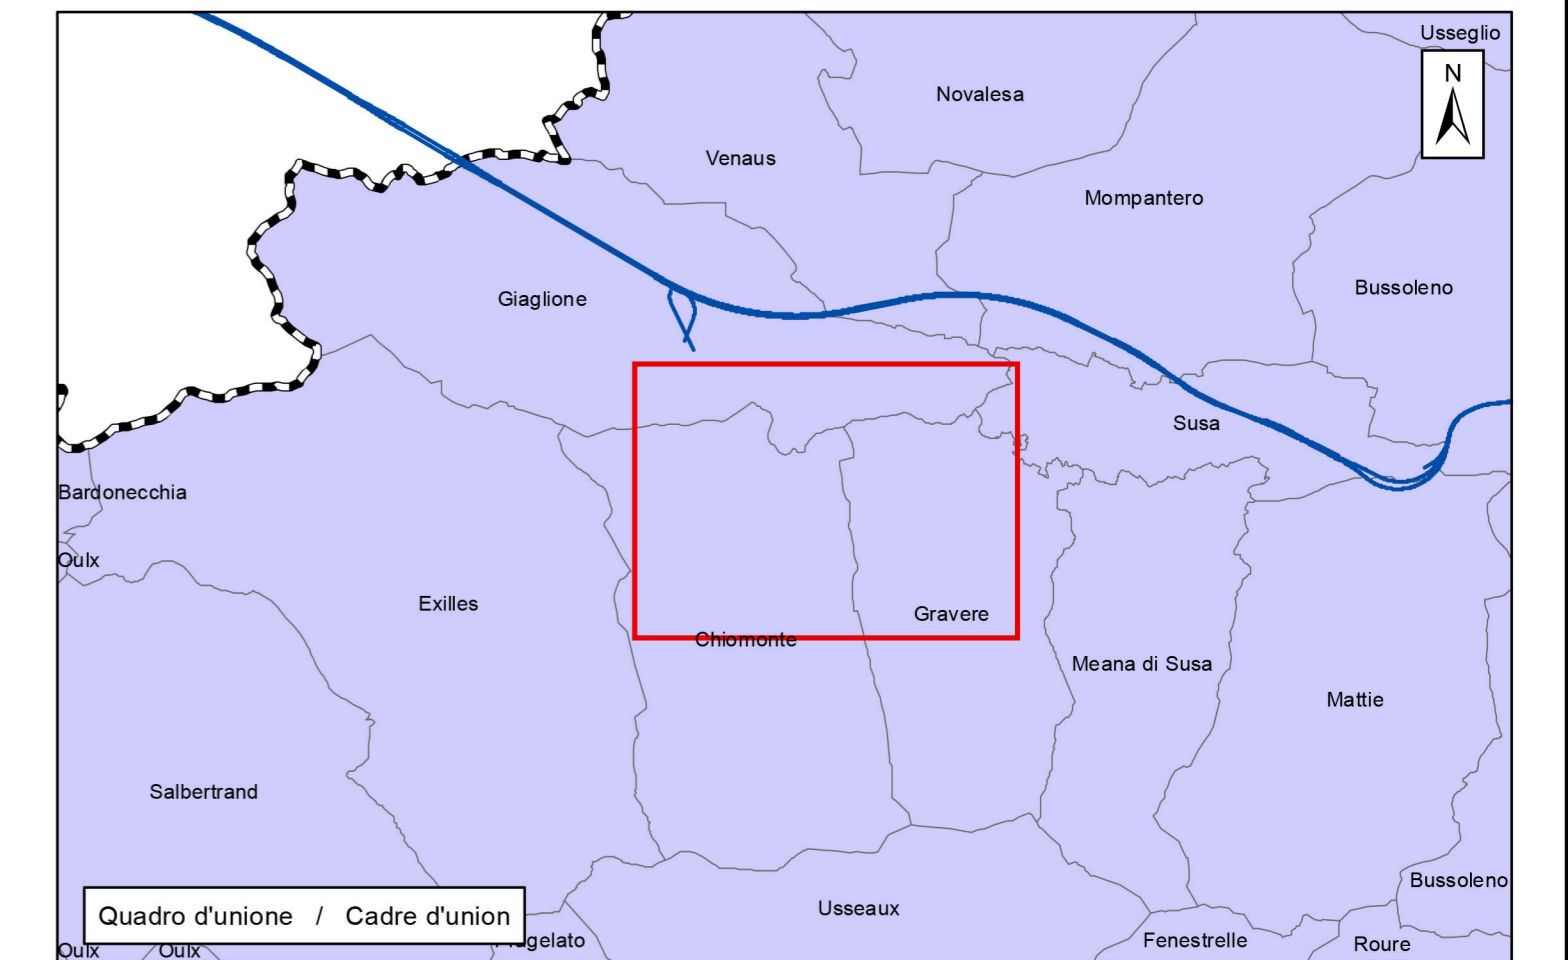 Usseglio
N
Novalesa
Venaus
Mompantero
Bussoleno
Giaglione
Susa
Bardonecchia
Oulx
Exilles
Gravere
Chiomonte
Meana di Susa
Mattie
Salbertrand
Bussoleno
Usseaux
Quadro d'unione / Cadre d'union
Fenestrelle
Roure
Oulx
Oulx